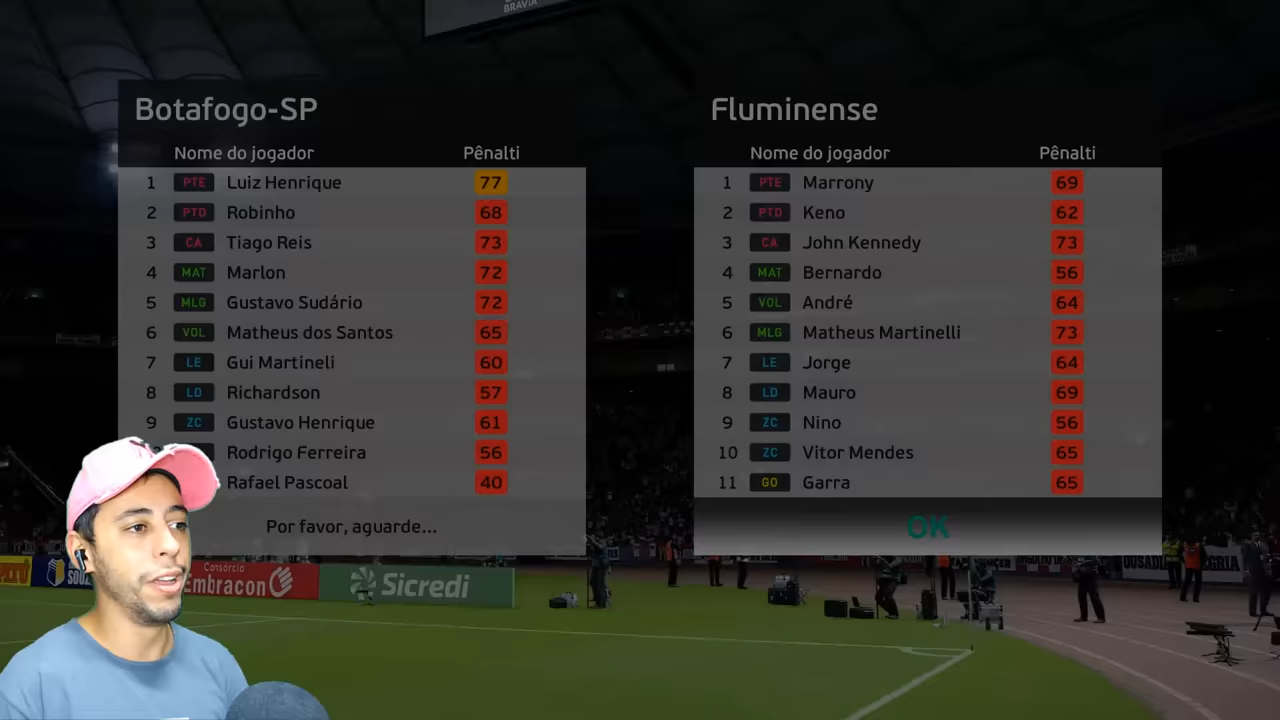 BRAVIA
Botafogo-SP
Nome do jogador Pênalti
1 PTE Luiz Henrique 77
2 PTD Robinho 68
3 CA Tiago Reis 73
4 MAT Marlon 72
5 MLG Gustavo Sudário 72
6 VOL Matheus dos Santos 65
7 LE Gui Martineli 60
8 LD Richardson 57
9 ZC Gustavo Henrique 61
Rodrigo Ferreira 56
Rafael Pascoal 40
Por favor, aguarde...
Fluminense
Nome do jogador Pênalti
1 PTE Marrony 69
2 PTD Keno 62
3 CA John Kennedy 73
4 MAT Bernardo 56
5 VOL André 64
6 MLG Matheus Martinelli 73
7 LE Jorge 64
8 LD Mauro 69
9 ZC Nino 56
10 ZC Vitor Mendes 65
11 GO Garra 65
OK
Consórcio
Embracon
Sicredi